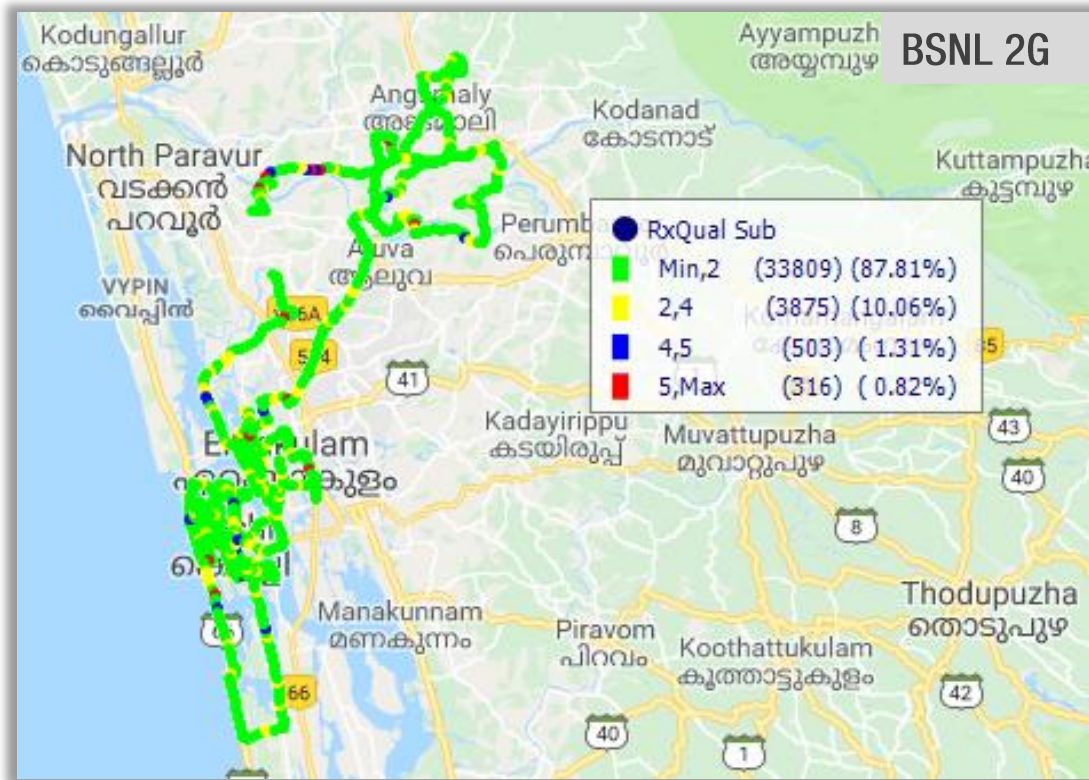 Kodungallur
കൊടുങ്ങല്ലൂർ
Ayyampuzh
അയ്യമ്പുഴ
BSNL 2G
Kodanad
കോടനാട്
North Paravur
വടക്കൻ
പറവൂർ
Kuttampuzha
കുട്ടമ്പുഴ
Aluva
ആലുവ
VYPIN
വൈപ്പിൻ
RxQual Sub
Min,2 (33809) (87.81%)
2,4 (3875) (10.06%)
4,5 (503) ( 1.31%)
5,Max (316) ( 0.82%)
41
Kadayirippu
കടയിരുപ്പ്
Muvattupuzha
മുവാറ്റുപുഴ
43
40
8
Manakunnam
മണകുന്നം
Piravom
പിറവം
Koothattukulam
കൂത്താട്ടുകുളം
Thodupuzha
തൊടുപുഴ
66
42
40
1